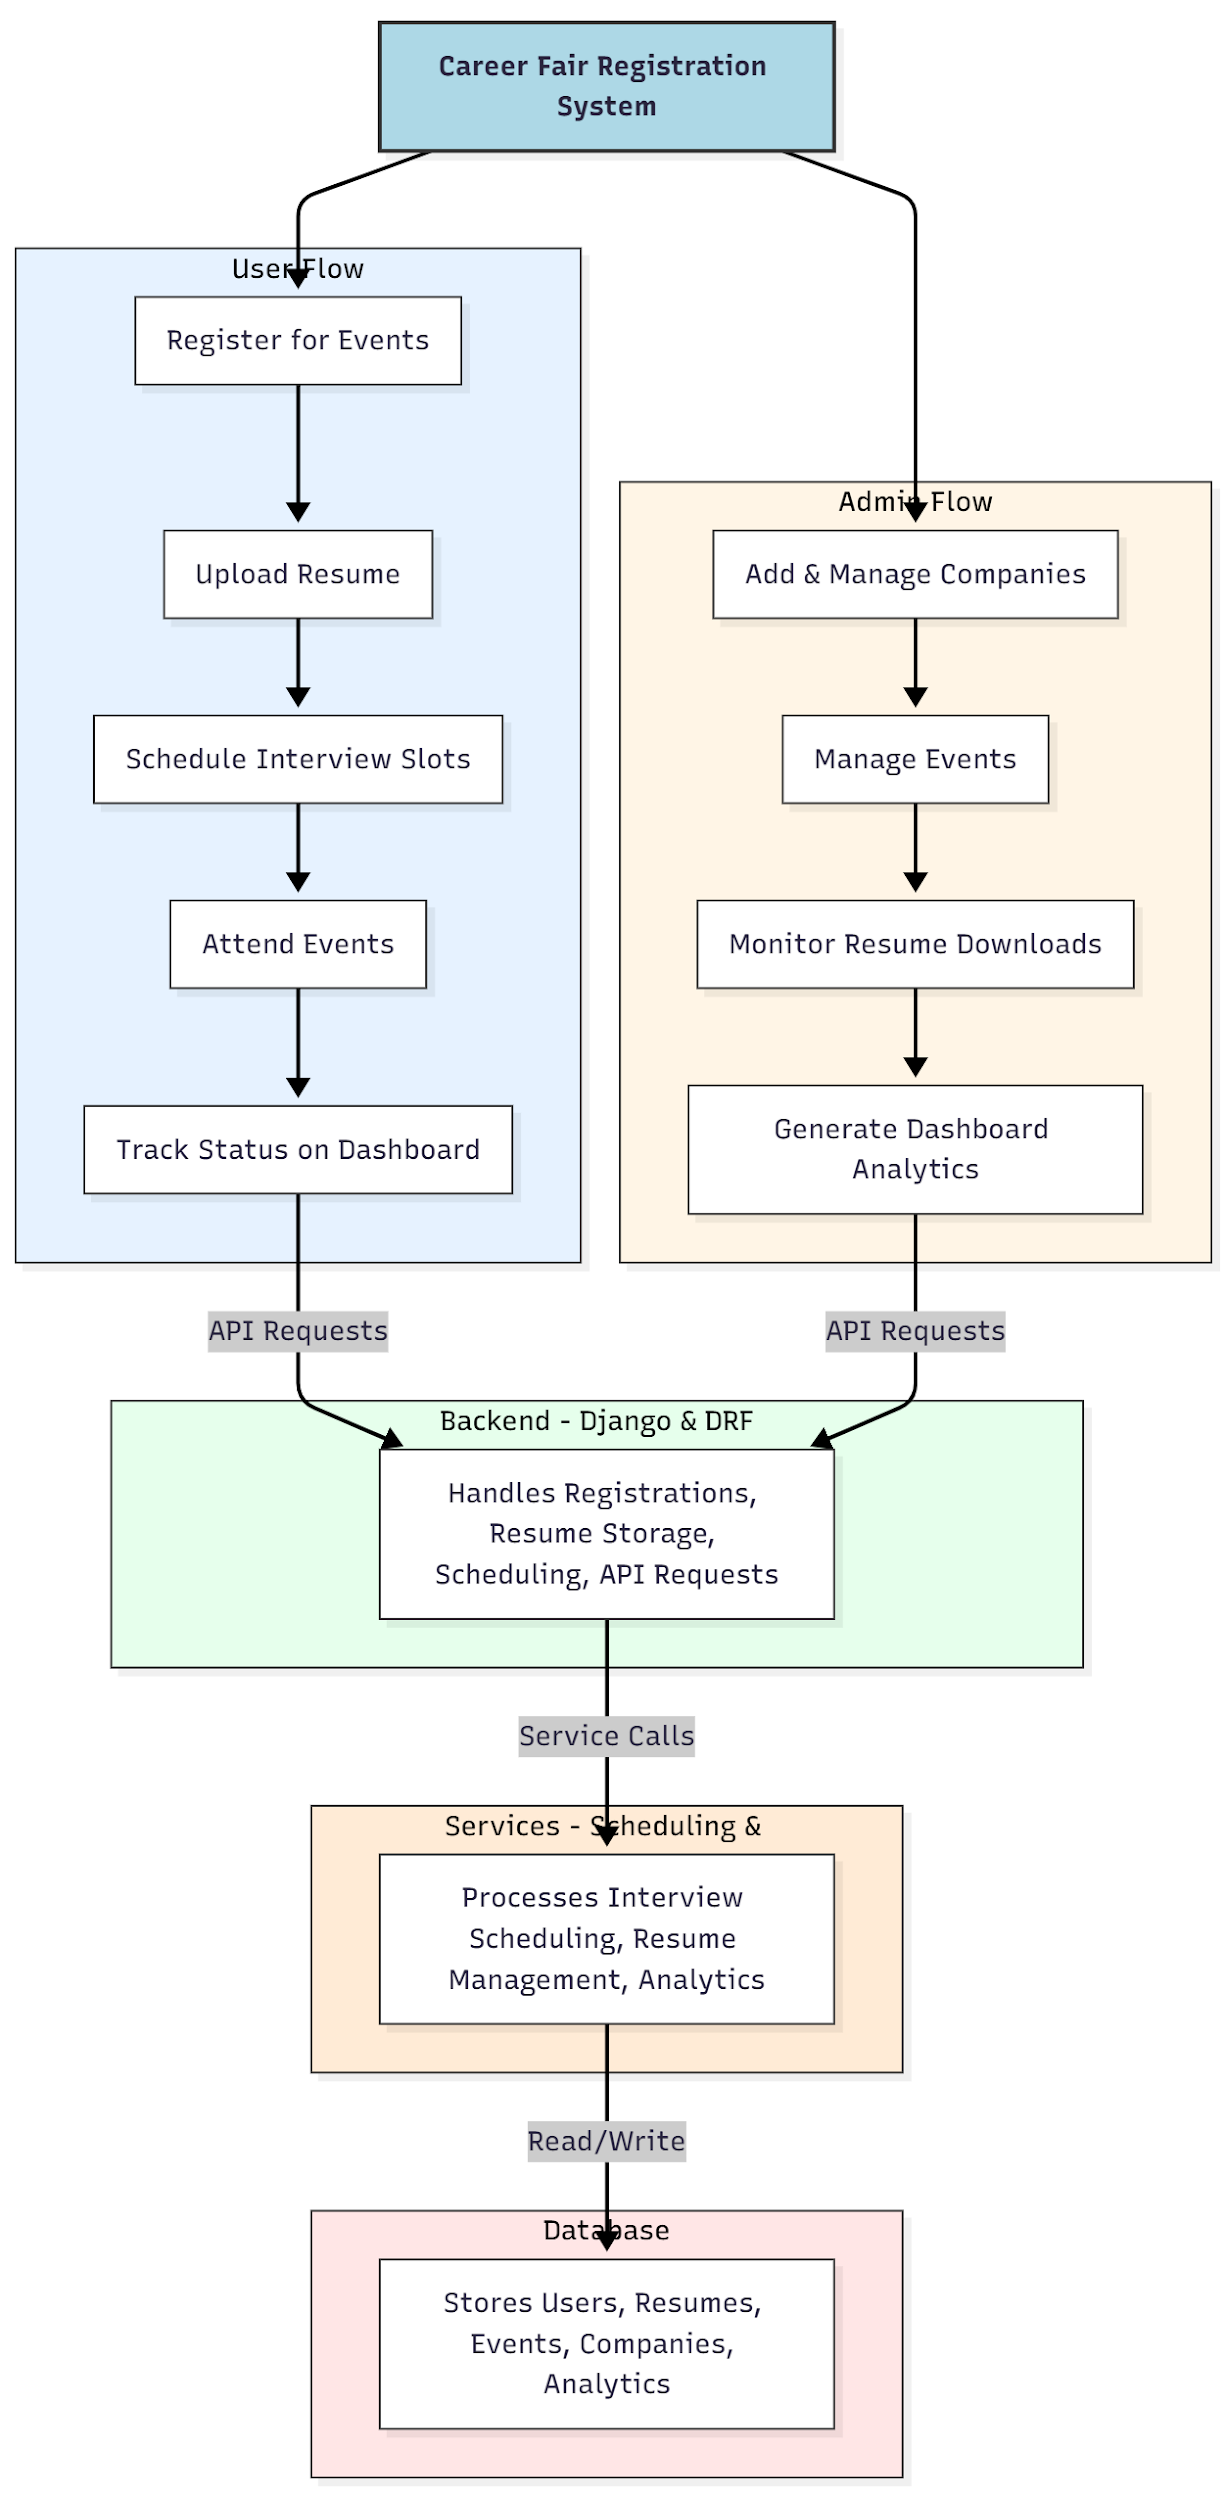 Career Fair Registration
System
User Flow
Register for Events
Upload Resume
Schedule Interview Slots
Attend Events
Track Status on Dashboard
Admin Flow
Add & Manage Companies
Manage Events
Monitor Resume Downloads
Generate Dashboard
Analytics
API Requests
API Requests
Backend - Django & DRF
Handles Registrations,
Resume Storage,
Scheduling, API Requests
Service Calls
Services - Scheduling &
Processes Interview
Scheduling, Resume
Management, Analytics
Read/Write
Database
Stores Users, Resumes,
Events, Companies,
Analytics